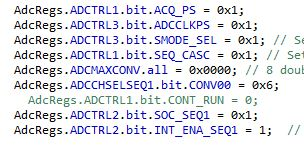 AdcRegs.ADCTRL1.bit.ACQ_PS = 0x1;
AdcRegs.ADCTRL3.bit.ADCCLKPS = 0x1;
AdcRegs.ADCTRL3.bit.SMODE_SEL = 0x1; // Se
AdcRegs.ADCTRL1.bit.SEQ_CASC = 0x1; // Set
AdcRegs.ADCMAXCONV.all = 0x0000; // 8 doub
AdcRegs.ADCCHSELSEQ1.bit.CONV00 = 0x6;
AdcRegs.ADCTRL1.bit.CONT_RUN = 0;
AdcRegs.ADCTRL2.bit.SOC_SEQ1 = 0x1;
AdcRegs.ADCTRL2.bit.INT_ENA_SEQ1 = 1; //